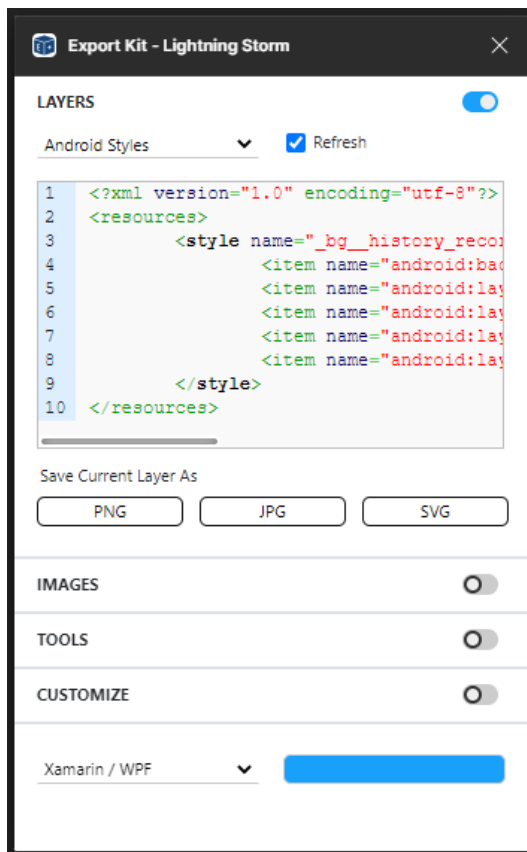 Export Kit - Lightning Storm
LAYERS
Android Styles
Refresh
1 <?xml version="1.0" encoding="utf-8"?>
2 <resources>
3 <style name="_bg__history_recor
4 <item name="android:bac
5 <item name="android:lay
6 <item name="android:lay
7 <item name="android:lay
8 <item name="android:lay
9 </style>
10 </resources>
Save Current Layer As
PNG JPG SVG
IMAGES
TOOLS
CUSTOMIZE
Xamarin / WPF